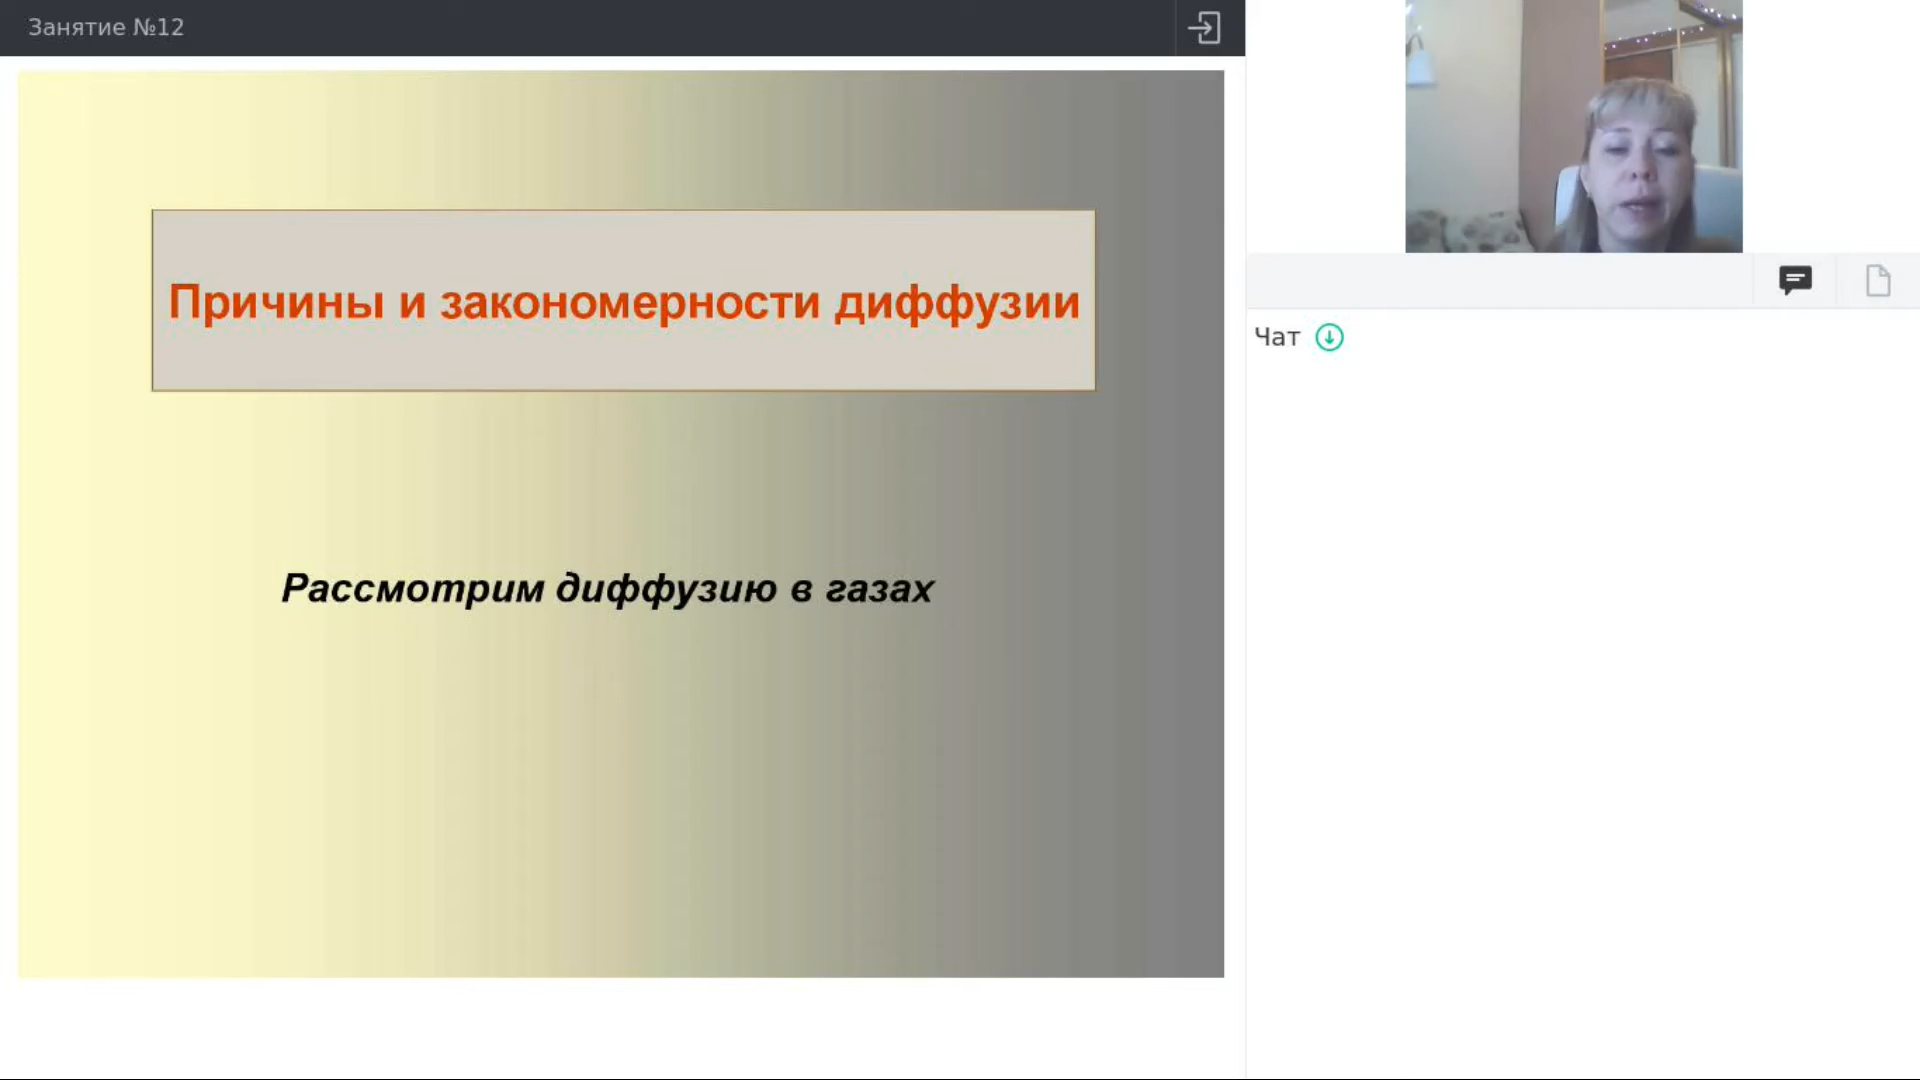 Занятие №12
Причины и закономерности диффузии
Рассмотрим диффузию в газах
Чат